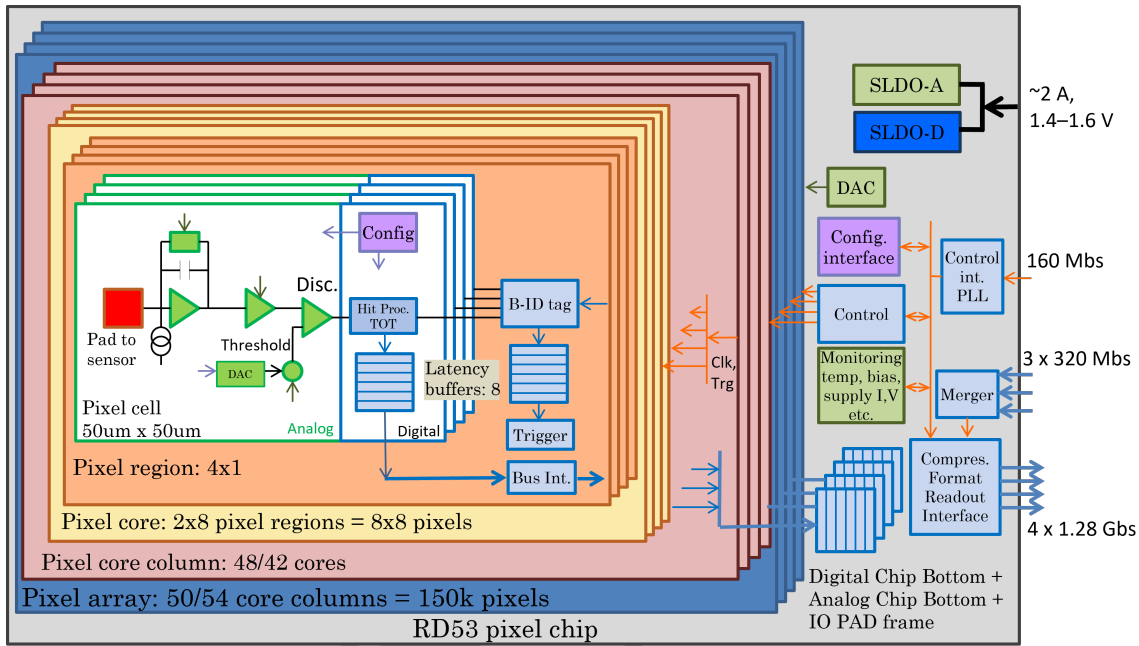 SLDO-A
SLDO-D
~2 A,
1.4–1.6 V
DAC
Config.
interface
Control
int.
PLL
160 Mbs
Control
Monitoring
temp, bias,
supply I,V
etc.
3 x 320 Mbs
Merger
Compres.
Format
Readout
Interface
4 x 1.28 Gbs
Digital Chip Bottom +
Analog Chip Bottom +
IO PAD frame
Config
Disc.
Hit Proc.
TOT
B-ID tag
Pad to
sensor
Threshold
DAC
Latency
buffers: 8
Clk,
Trg
Pixel cell
50um x 50um
Analog
Digital
Trigger
Bus Int.
Pixel region: 4x1
Pixel core: 2x8 pixel regions = 8x8 pixels
Pixel core column: 48/42 cores
Pixel array: 50/54 core columns = 150k pixels
RD53 pixel chip